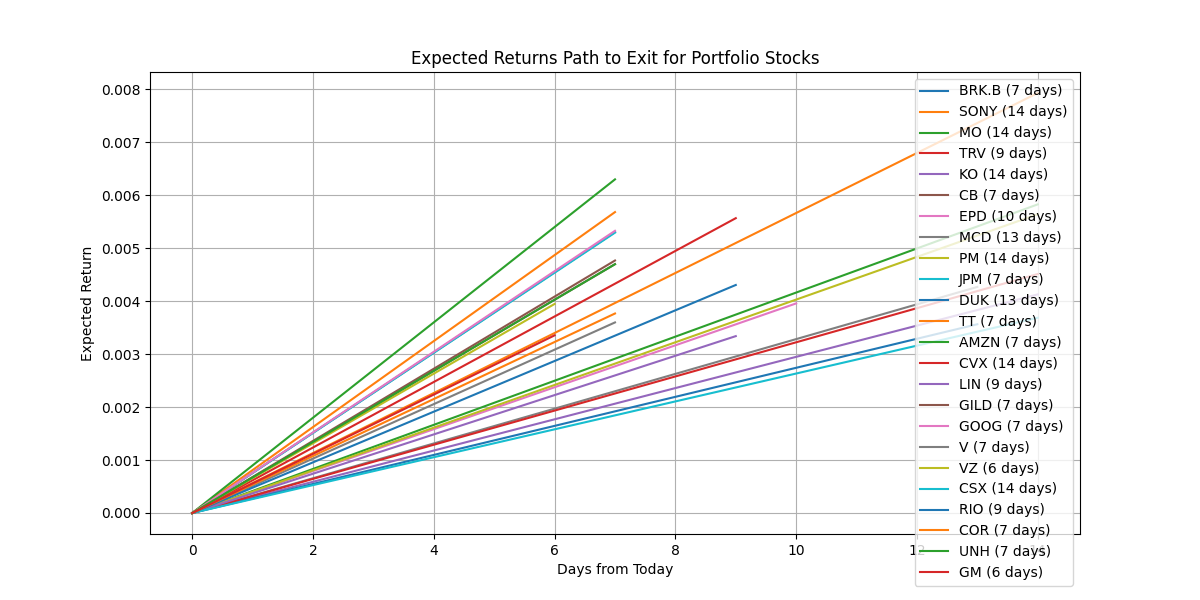 Expected Returns Path to Exit for Portfolio Stocks
Expected Return
0.008
0.007
0.006
0.005
0.004
0.003
0.002
0.001
0.000
0
2
4
6
8
10
Days from Today
BRK.B (7 days)
SONY (14 days)
MO (14 days)
TRV (9 days)
KO (14 days)
CB (7 days)
EPD (10 days)
MCD (13 days)
PM (14 days)
JPM (7 days)
DUK (13 days)
TT (7 days)
AMZN (7 days)
CVX (14 days)
LIN (9 days)
GILD (7 days)
GOOG (7 days)
V (7 days)
VZ (6 days)
CSX (14 days)
RIO (9 days)
COR (7 days)
UNH (7 days)
GM (6 days)